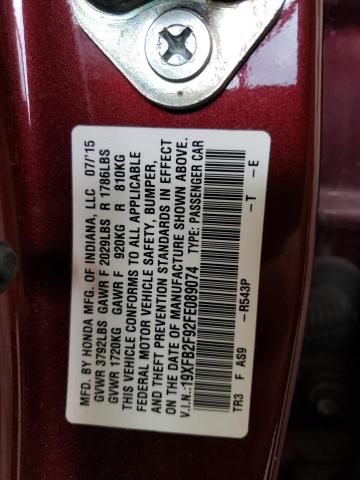 MFD. BY HONDA MFG. OF INDIANA, LLC 07/'15
GVWR 3792LBS GAWR F 2029LBS R 1786LBS
GVWR 1720KG GAWR F 920KG R 810KG
THIS VEHICLE CONFORMS TO ALL APPLICABLE
FEDERAL MOTOR VEHICLE SAFETY, BUMPER,
AND THEFT PREVENTION STANDARDS IN EFFECT
ON THE DATE OF MANUFACTURE SHOWN ABOVE.
V.I.N.:19XFB2F92FE089074 TYPE: PASSENGER CAR
TR3 F AS9 -R543P -T -E